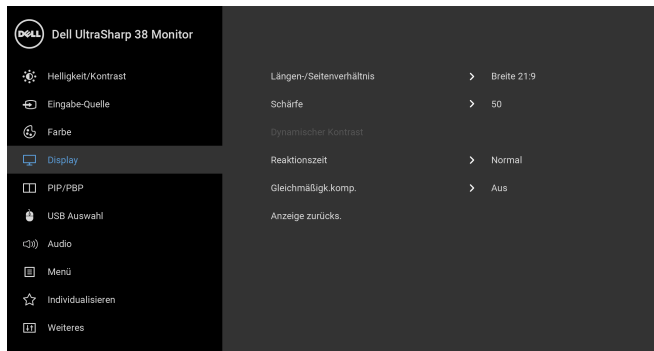 DELL Dell UltraSharp 38 Monitor
Helligkeit/Kontrast
Eingabe-Quelle
Farbe
Display
PIP/PBP
USB Auswahl
Audio
Menü
Individualisieren
Weiteres
Längen-/Seitenverhältnis > Breite 21:9
Schärfe > 50
Dynamischer Kontrast
Reaktionszeit > Normal
Gleichmäßigk.komp. > Aus
Anzeige zurücks.